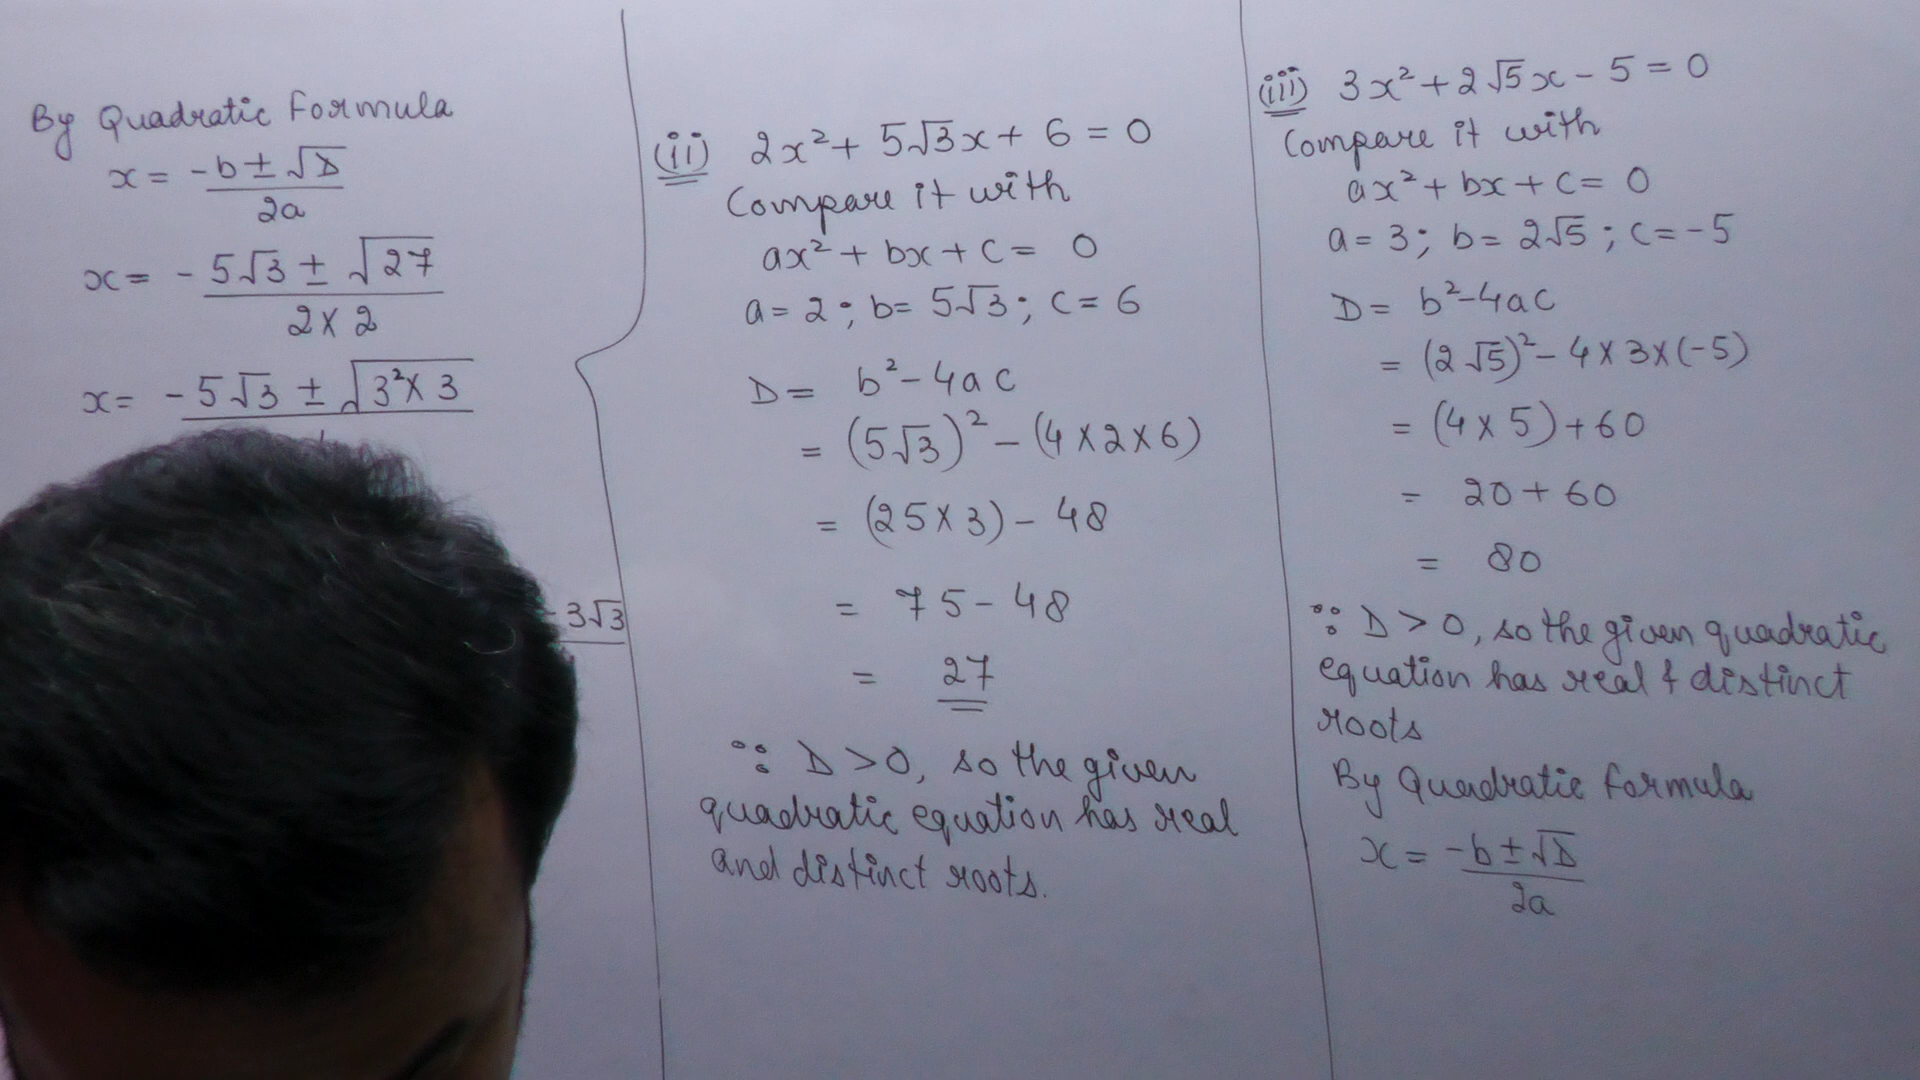 By Quadratic Formula
x = -b ± √D
2a
x = - 5√3 ± √27
2 x 2
x = - 5√3 ± √3² x 3
- 3√3
(ii) 2x² + 5√3x + 6 = 0
Compare it with
ax² + bx + c = 0
a = 2 ; b = 5√3 ; c = 6
D = b² - 4ac
= (5√3)² - (4 x 2 x 6)
= (25 x 3) - 48
= 75 - 48
= 27
∵ D > 0, so the given
quadratic equation has real
and distinct roots.
(iii) 3x² + 2√5x - 5 = 0
Compare it with
ax² + bx + c = 0
a = 3 ; b = 2√5 ; c = -5
D = b² - 4ac
= (2√5)² - 4 x 3 x (-5)
= (4 x 5) + 60
= 20 + 60
= 80
∵ D > 0, so the given quadratic
equation has real & distinct
roots
By Quadratic formula
x = -b ± √D
2a